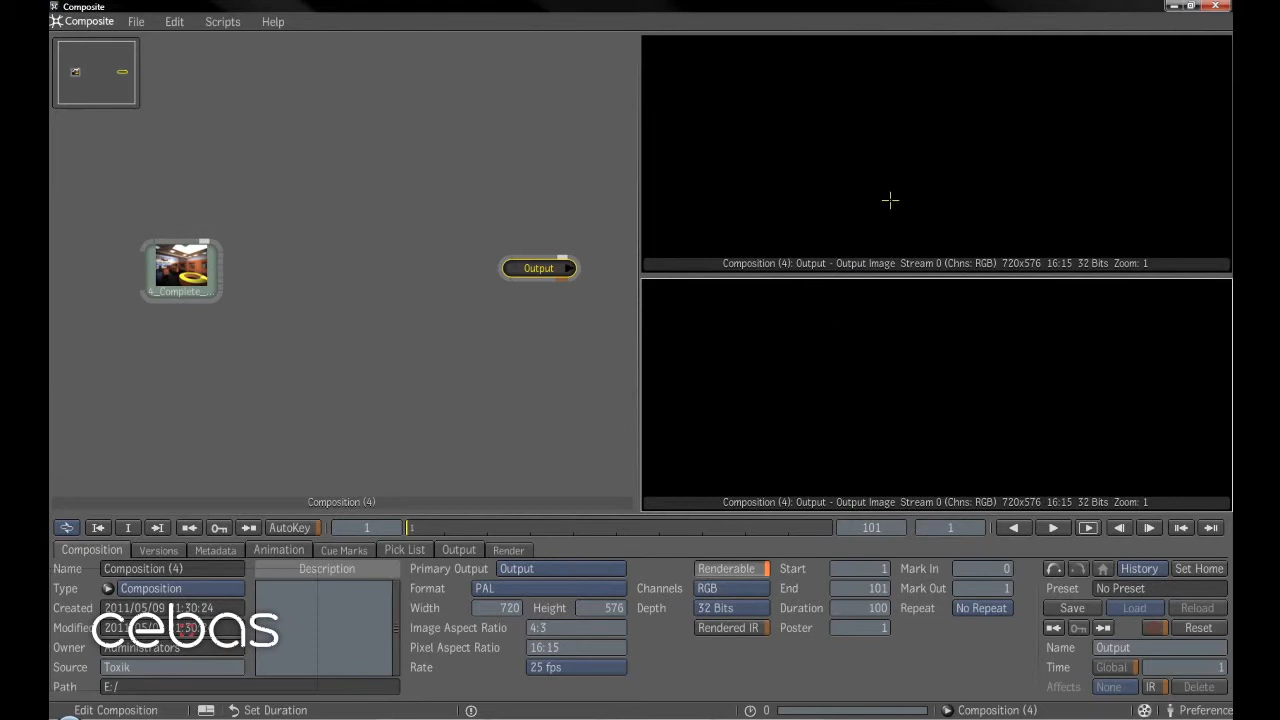 Composite
Composite File Edit Scripts Help
Composition (4): Output - Output Image Stream 0 (Chns: RGB) 720x576 16:15 32 Bits Zoom: 1
Output
4_Complete_...
Composition (4)
Composition (4): Output - Output Image Stream 0 (Chns: RGB) 720x576 16:15 32 Bits Zoom: 1
AutoKey 1 1 101 1
Composition Versions Metadata Animation Cue Marks Pick List Output Render
Name Composition (4) Description Primary Output Output Renderable Start 1 Mark In 0 History Set Home
Type Composition Format PAL Channels RGB End 101 Mark Out 1 Preset No Preset
Created 2011/05/09 11:30:24 Width 720 Height 576 Depth 32 Bits Duration 100 Repeat No Repeat Save Load Reload
Modified Image Aspect Ratio 4:3 Rendered IR Poster 1 Reset
cebas
Owner Administrators Pixel Aspect Ratio 16:15 Name Output
Source Toxik Rate 25 fps Time Global 1
Path E:/ Affects None IR Delete
Edit Composition Set Duration 0 Composition (4) Preference